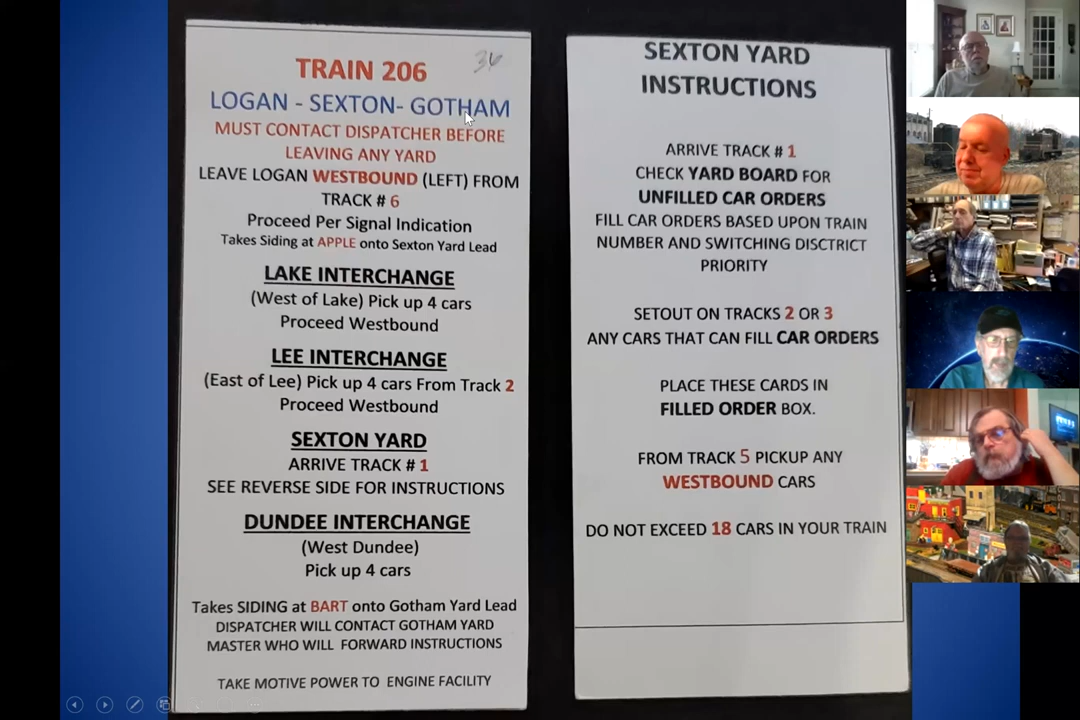 36
TRAIN 206
LOGAN - SEXTON- GOTHAM
MUST CONTACT DISPATCHER BEFORE
LEAVING ANY YARD
LEAVE LOGAN WESTBOUND (LEFT) FROM
TRACK # 6
Proceed Per Signal Indication
Takes Siding at APPLE onto Sexton Yard Lead
LAKE INTERCHANGE
(West of Lake) Pick up 4 cars
Proceed Westbound
LEE INTERCHANGE
(East of Lee) Pick up 4 cars From Track 2
Proceed Westbound
SEXTON YARD
ARRIVE TRACK # 1
SEE REVERSE SIDE FOR INSTRUCTIONS
DUNDEE INTERCHANGE
(West Dundee)
Pick up 4 cars
Takes SIDING at BART onto Gotham Yard Lead
DISPATCHER WILL CONTACT GOTHAM YARD
MASTER WHO WILL FORWARD INSTRUCTIONS
TAKE MOTIVE POWER TO ENGINE FACILITY
SEXTON YARD
INSTRUCTIONS
ARRIVE TRACK # 1
CHECK YARD BOARD FOR
UNFILLED CAR ORDERS
FILL CAR ORDERS BASED UPON TRAIN
NUMBER AND SWITCHING DISCTRICT
PRIORITY
SETOUT ON TRACKS 2 OR 3
ANY CARS THAT CAN FILL CAR ORDERS
PLACE THESE CARDS IN
FILLED ORDER BOX.
FROM TRACK 5 PICKUP ANY
WESTBOUND CARS
DO NOT EXCEED 18 CARS IN YOUR TRAIN